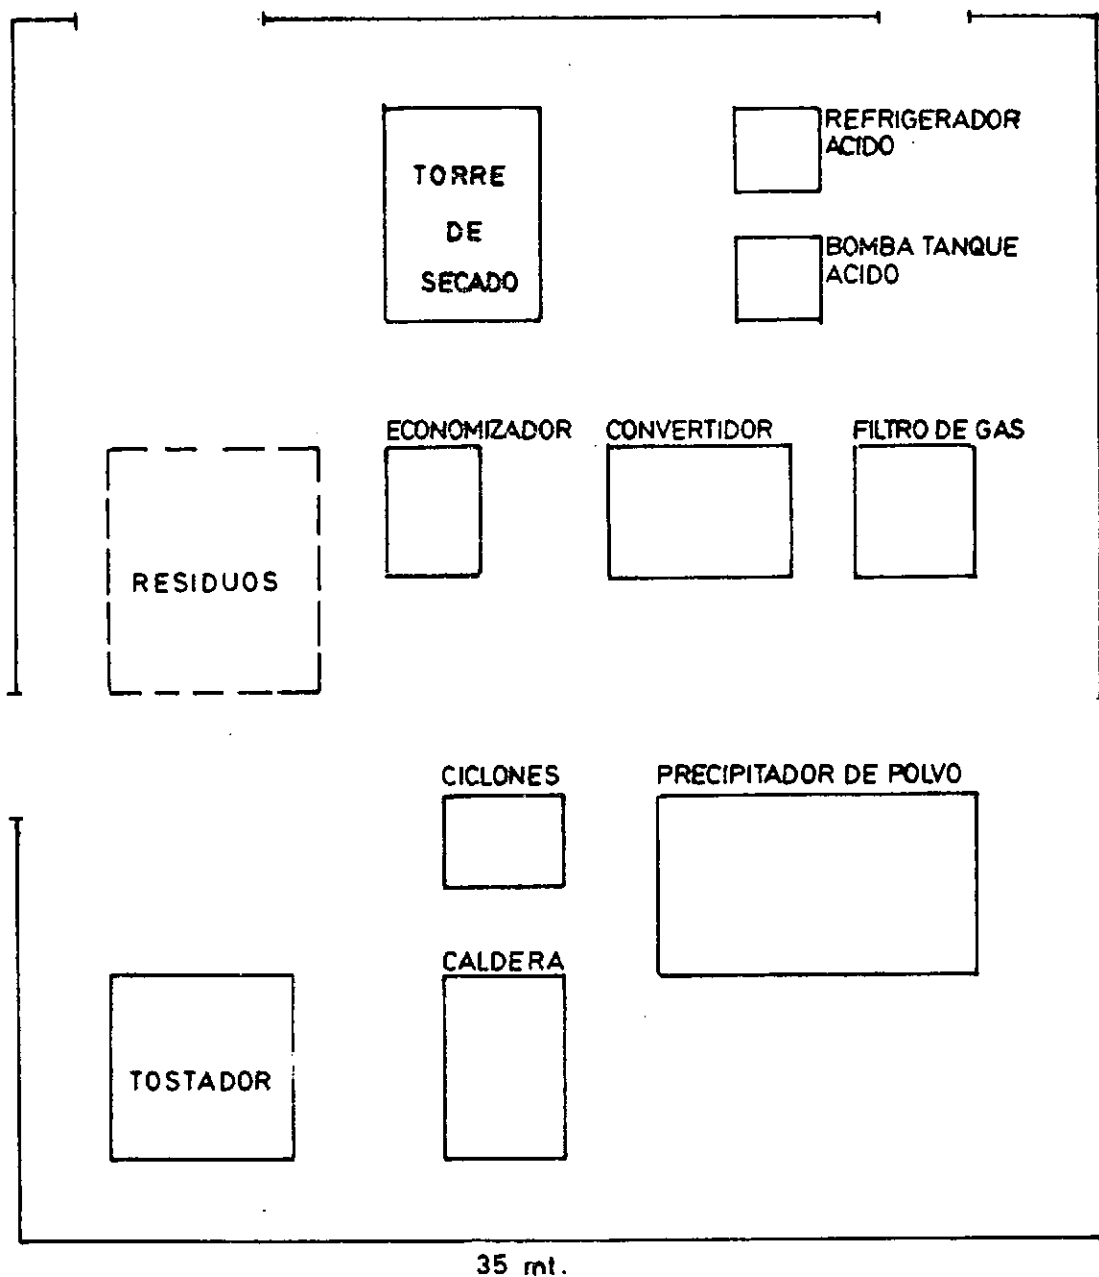 TORRE
DE
SECADO
REFRIGERADOR
ACIDO
BOMBA TANQUE
ACIDO
ECONOMIZADOR
CONVERTIDOR
FILTRO DE GAS
RESIDUOS
CICLONES
PRECIPITADOR DE POLVO
CALDERA
TOSTADOR
35 mt.